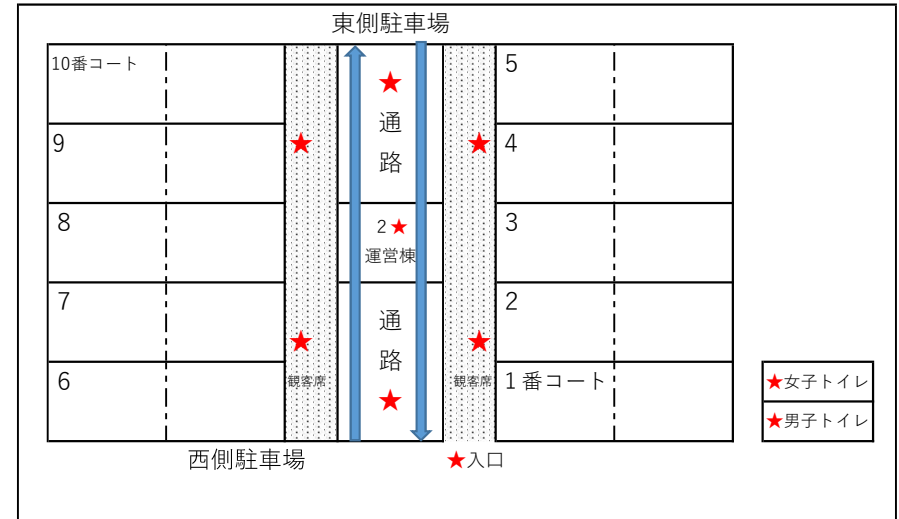 東側駐車場
10番コート
★
5
通
9
★
★
4
路
8
2★
3
運営棟
7
通
2
★
★
路
6
観客席
観客席
1番コート
★
★女子トイレ
★男子トイレ
西側駐車場
★入口